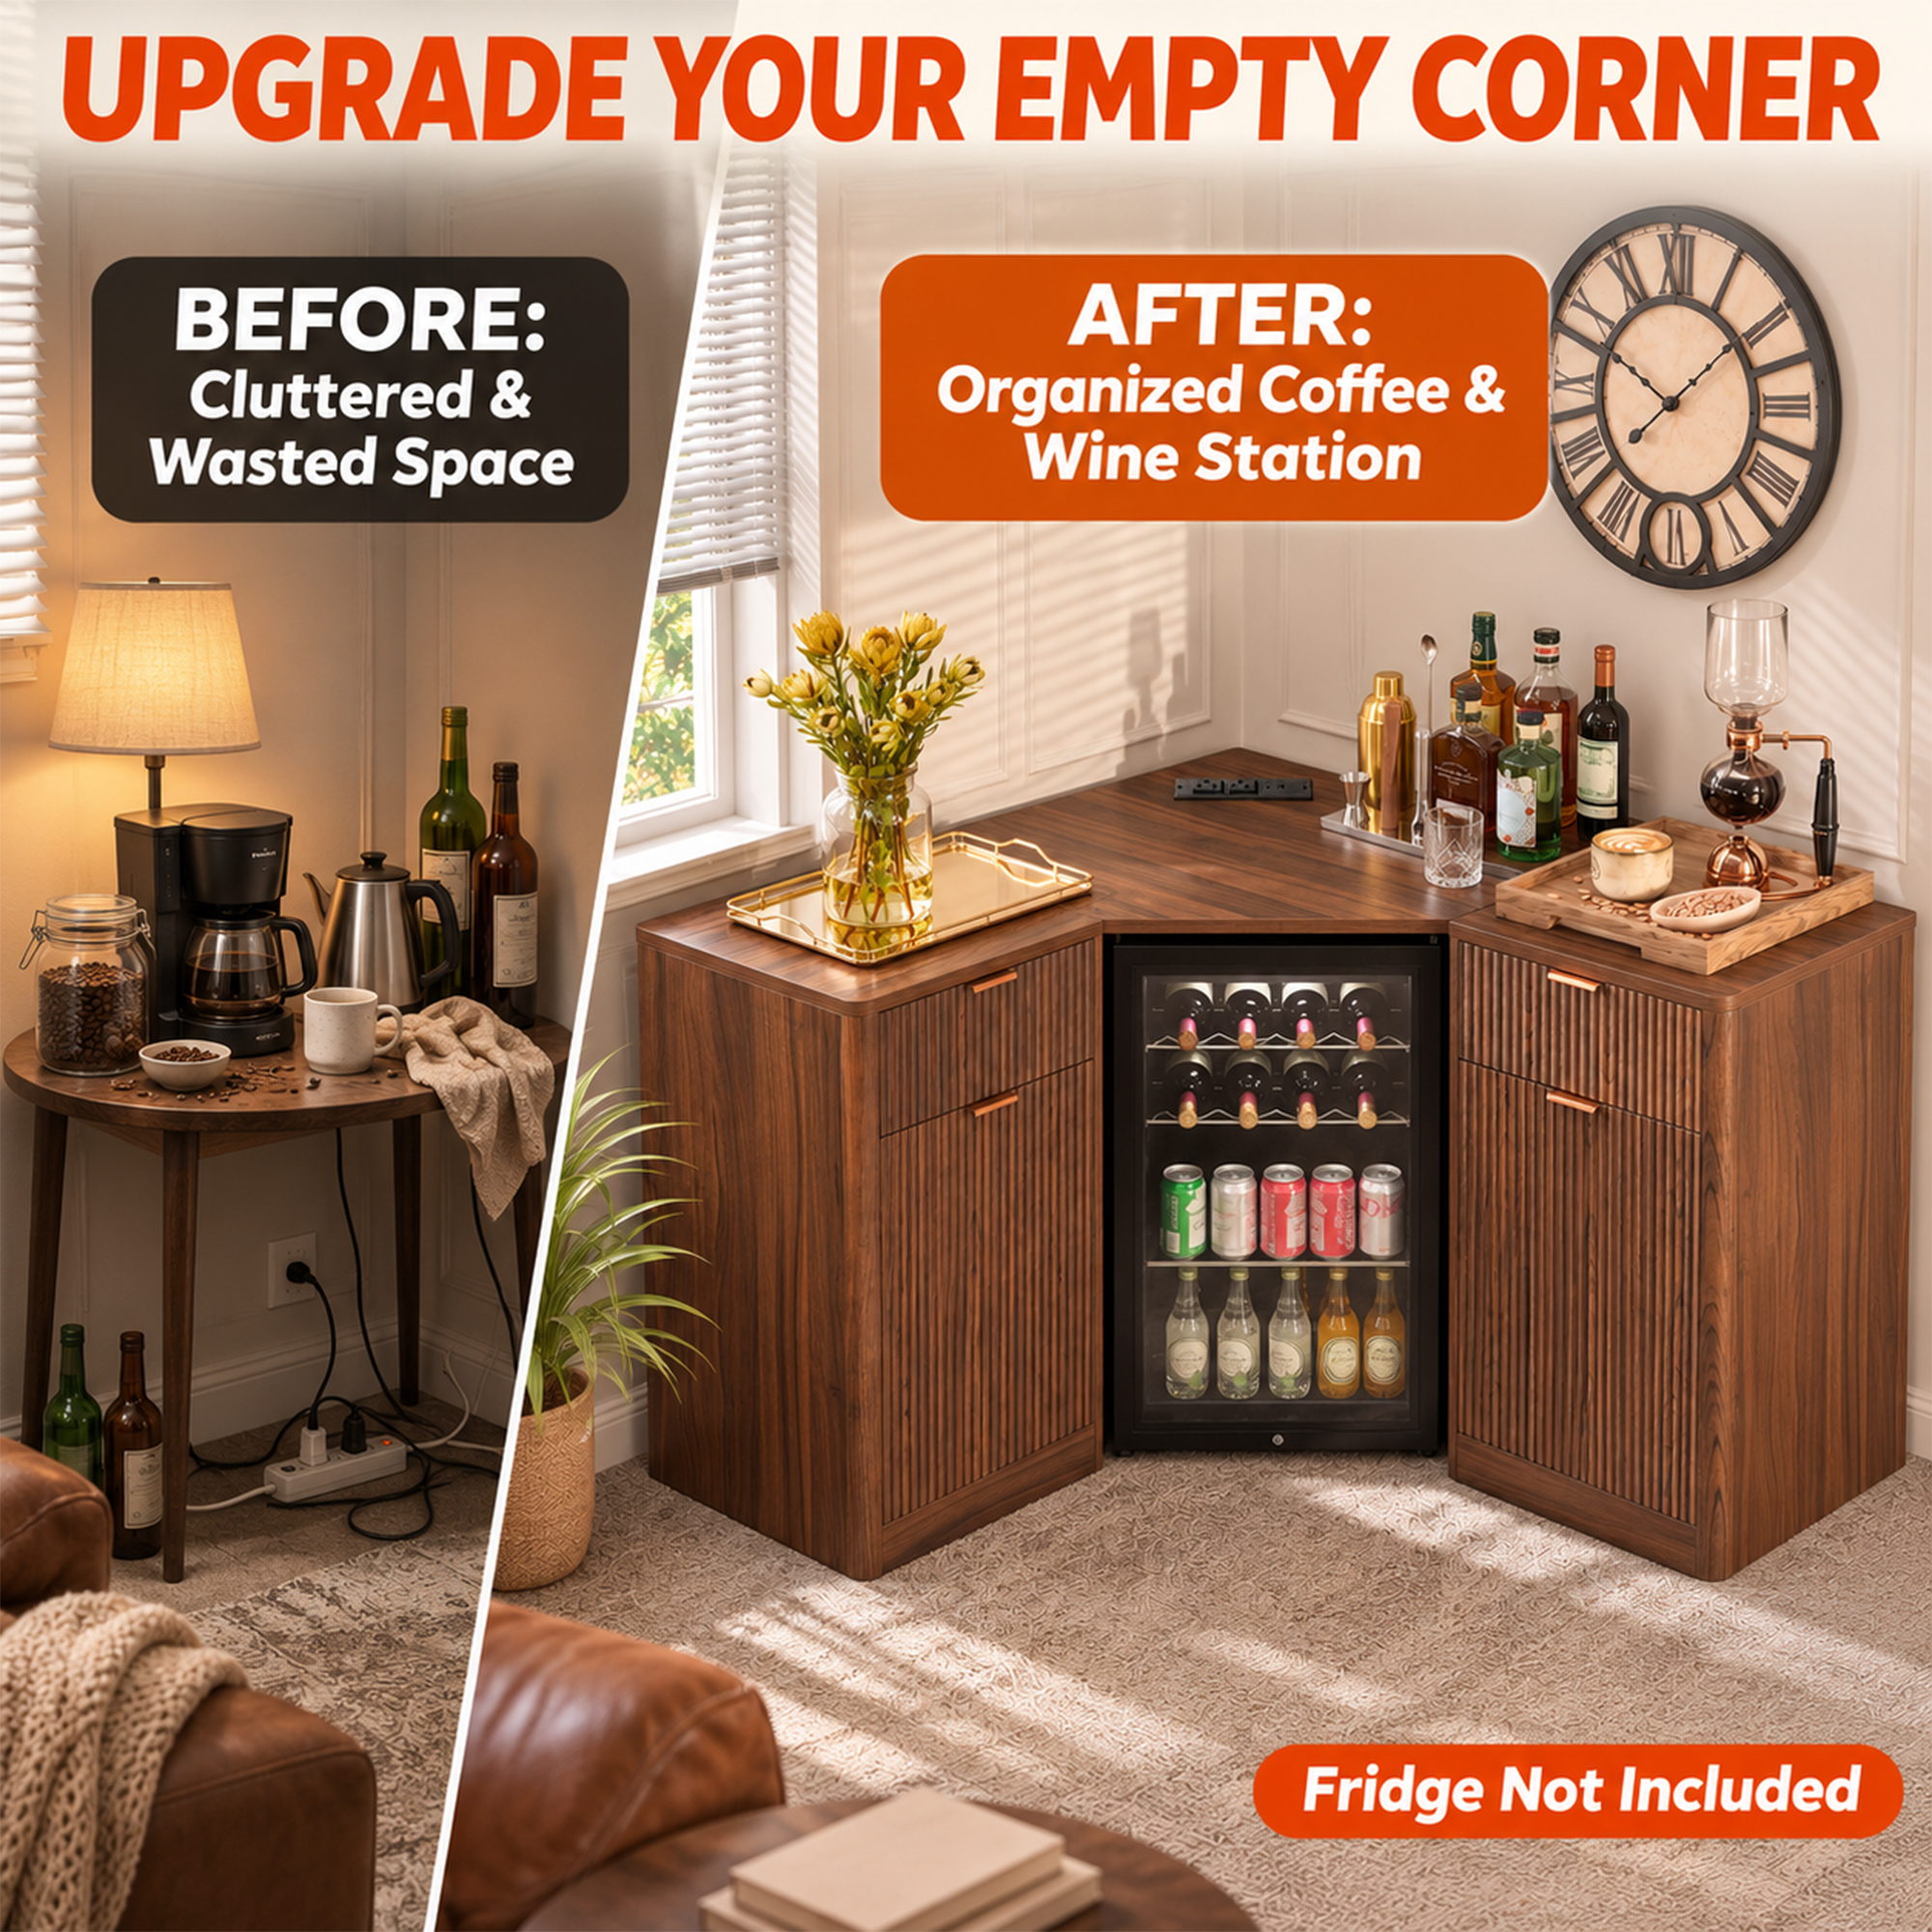 UPGRADE YOUR EMPTY CORNER
BEFORE:
Cluttered &
Wasted Space
AFTER:
Organized Coffee &
Wine Station
Fridge Not Included